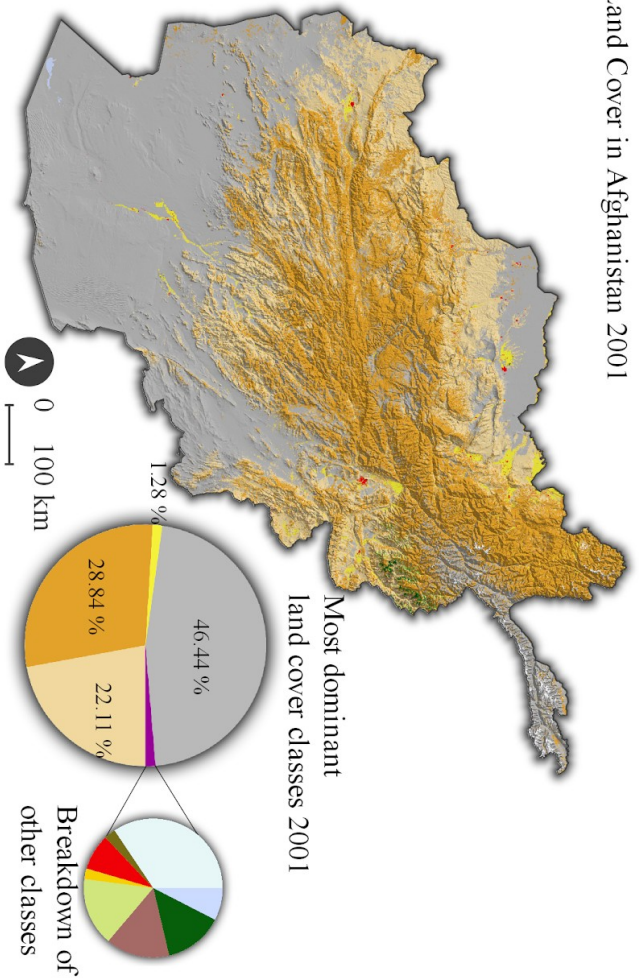 Land Cover in Afghanistan 2001
0 100 km
Most dominant
land cover classes 2001
46.44 %
1.28 %
28.84 %
22.11 %
Breakdown of
other classes